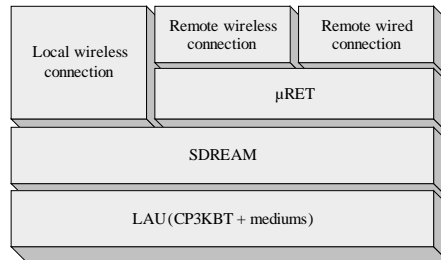 Local wireless
connection
Remote wireless
connection
Remote wired
connection
μRET
SDREAM
LAU (CP3KBT + mediums)